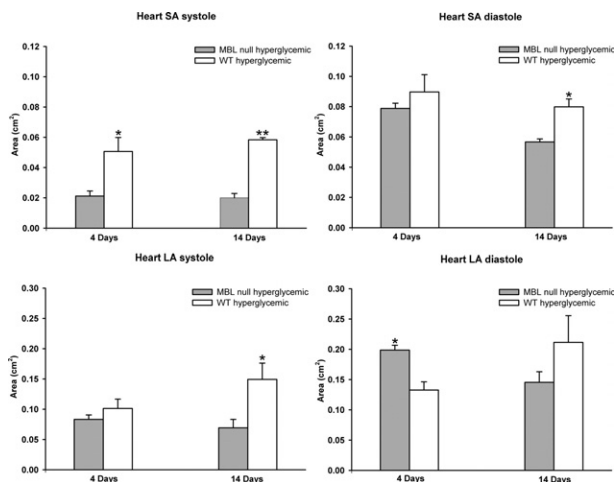 Heart SA systole
MBL null hyperglycemic
WT hyperglycemic
Area (cm²)
0.12
0.10
0.08
0.06
0.04
0.02
0.00
*
**
4 Days
14 Days
Heart SA diastole
MBL null hyperglycemic
WT hyperglycemic
Area (cm²)
0.12
0.10
0.08
0.06
0.04
0.02
0.00
*
4 Days
14 Days
Heart LA systole
MBL null hyperglycemic
WT hyperglycemic
Area (cm²)
0.30
0.25
0.20
0.15
0.10
0.05
0.00
*
4 Days
14 Days
Heart LA diastole
MBL null hyperglycemic
WT hyperglycemic
Area (cm²)
0.30
0.25
0.20
0.15
0.10
0.05
0.00
*
4 Days
14 Days